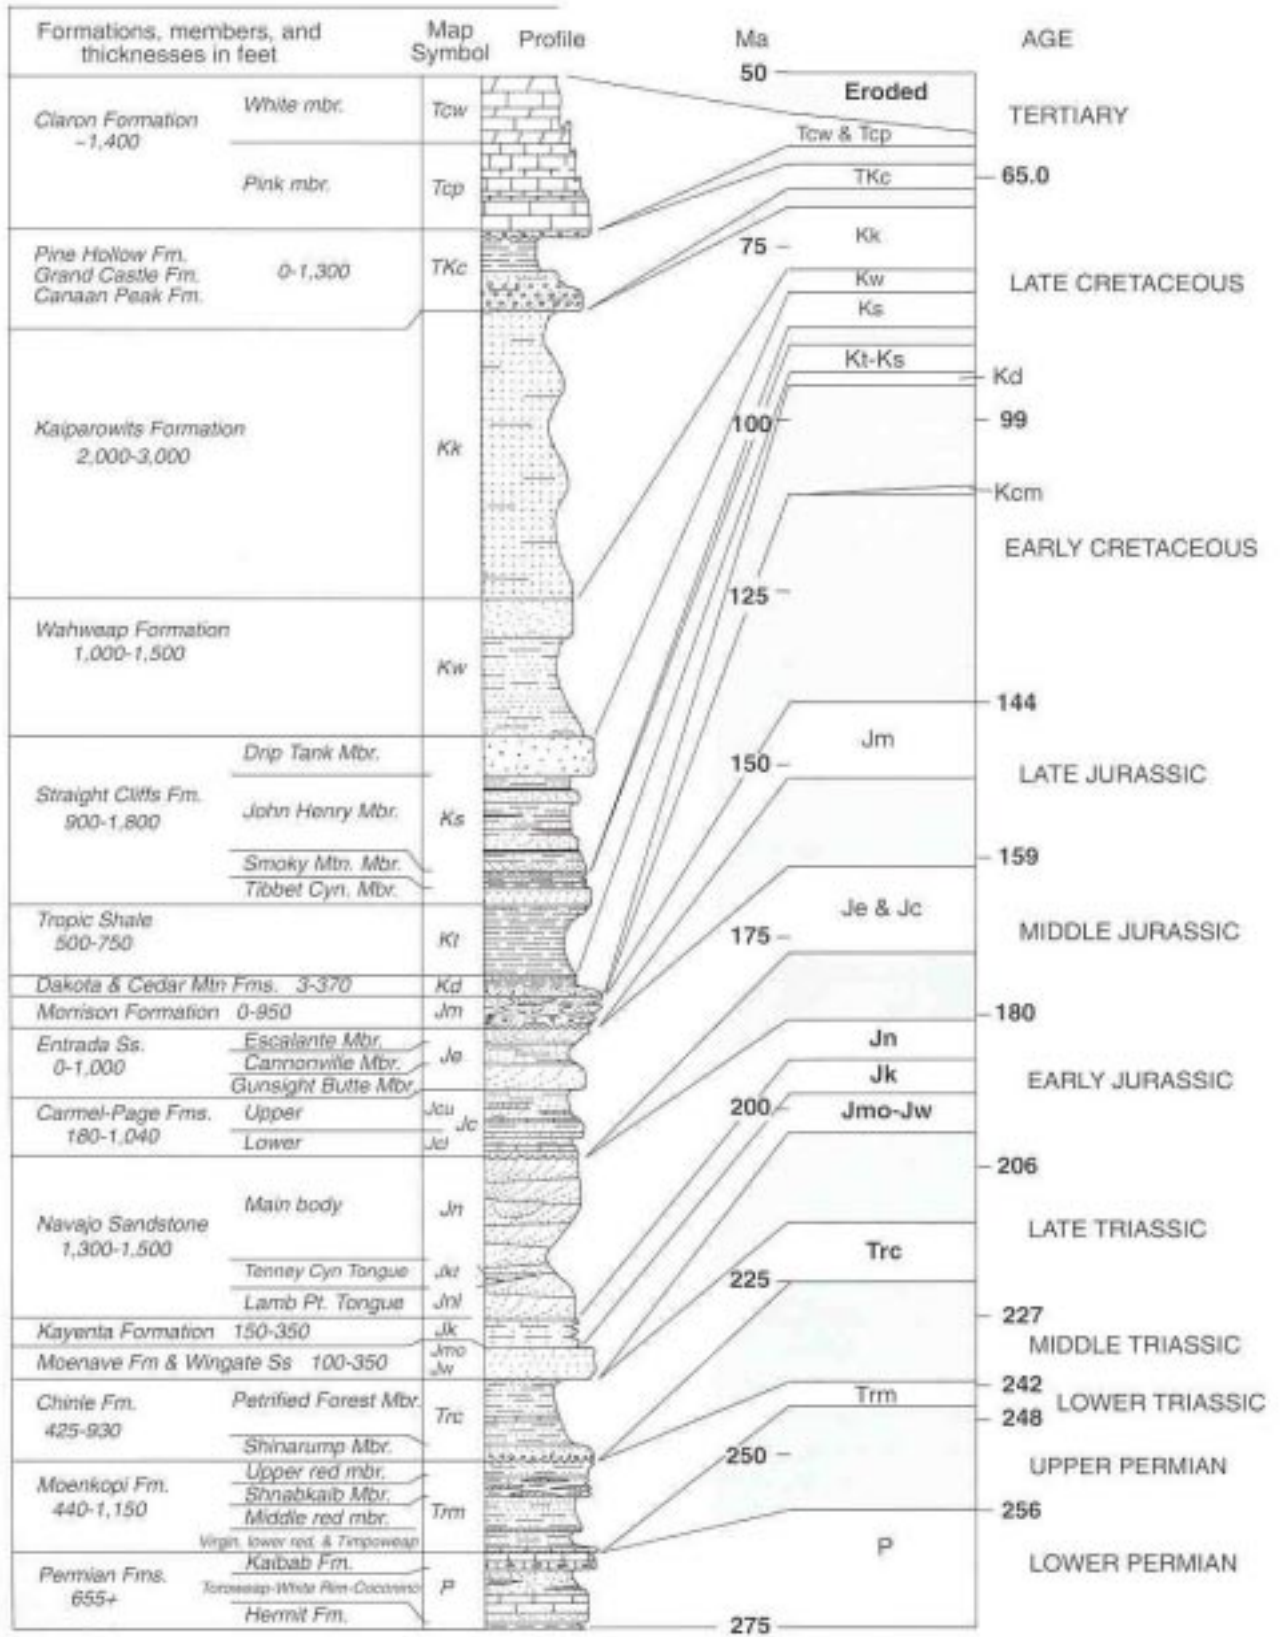 Formations, members, and
thicknesses in feet
Map
Symbol
Profile
Ma
AGE
50
Eroded
TERTIARY
Claron Formation
~1,400
White mbr.
Tcw
Tcw & Tcp
Pink mbr.
Tcp
TKc
65.0
Pine Hollow Fm.
Grand Castle Fm.
Canaan Peak Fm.
0-1,300
TKc
Kk
75
Kw
LATE CRETACEOUS
Ks
Kt-Ks
Kd
Kaiparowits Formation
2,000-3,000
Kk
100
99
Kcm
EARLY CRETACEOUS
125
Wahweap Formation
1,000-1,500
Kw
144
Jm
Straight Cliffs Fm.
900-1,800
Drip Tank Mbr.
John Henry Mbr.
Smoky Mtn. Mbr.
Tibbet Cyn. Mbr.
Ks
150
LATE JURASSIC
159
Tropic Shale
500-750
Kt
Je & Jc
175
MIDDLE JURASSIC
Dakota & Cedar Mtn Fms. 3-370
Kd
Morrison Formation 0-950
Jm
180
Entrada Ss.
0-1,000
Escalante Mbr.
Cannonville Mbr.
Gunsight Butte Mbr.
Je
Jn
Jk
EARLY JURASSIC
Carmel-Page Fms.
180-1,040
Upper
Lower
Jcu
Jc
Jcl
200
Jmo-Jw
206
Navajo Sandstone
1,300-1,500
Main body
Jn
LATE TRIASSIC
Tenney Cyn Tongue
Jkt
Trc
225
Lamb Pt. Tongue
Jnl
227
Kayenta Formation 150-350
Jk
MIDDLE TRIASSIC
Moenave Fm & Wingate Ss 100-350
Jmo
Jw
242
Chinle Fm.
425-930
Petrified Forest Mbr.
Shinarump Mbr.
Trc
Trm
LOWER TRIASSIC
248
250
UPPER PERMIAN
Moenkopi Fm.
440-1,150
Upper red mbr.
Shnabkaib Mbr.
Middle red mbr.
Virgin, lower red, & Timpoweap
Trm
256
P
LOWER PERMIAN
Permian Fms.
655+
Kaibab Fm.
Toroweap-White Rim-Coconino
Hermit Fm.
P
275